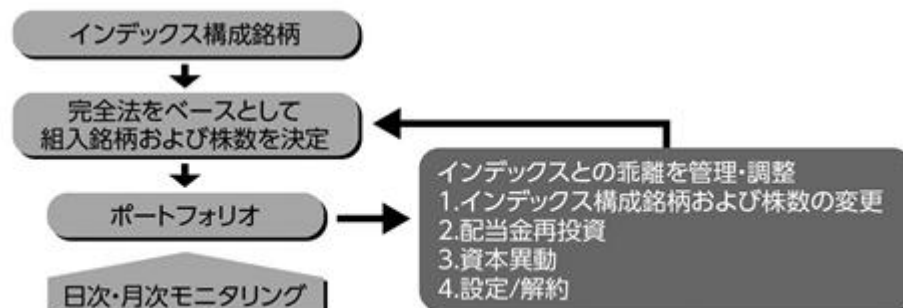 インデックス構成銘柄
完全法をベースとして
組入銘柄および株数を決定
ポートフォリオ
日次・月次モニタリング
インデックスとの乖離を管理・調整
1.インデックス構成銘柄および株数の変更
2.配当金再投資
3.資本異動
4.設定/解約